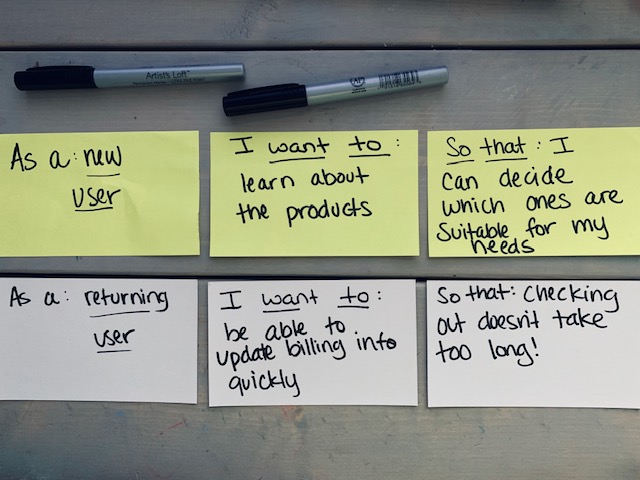 Artist's Loft™
As a: new
user
I want to:
learn about
the products
So that: I
can decide
which ones are
suitable for my
needs
As a: returning
user
I want to:
be able to
update billing info
quickly
So that: Checking
out doesn't take
too long!